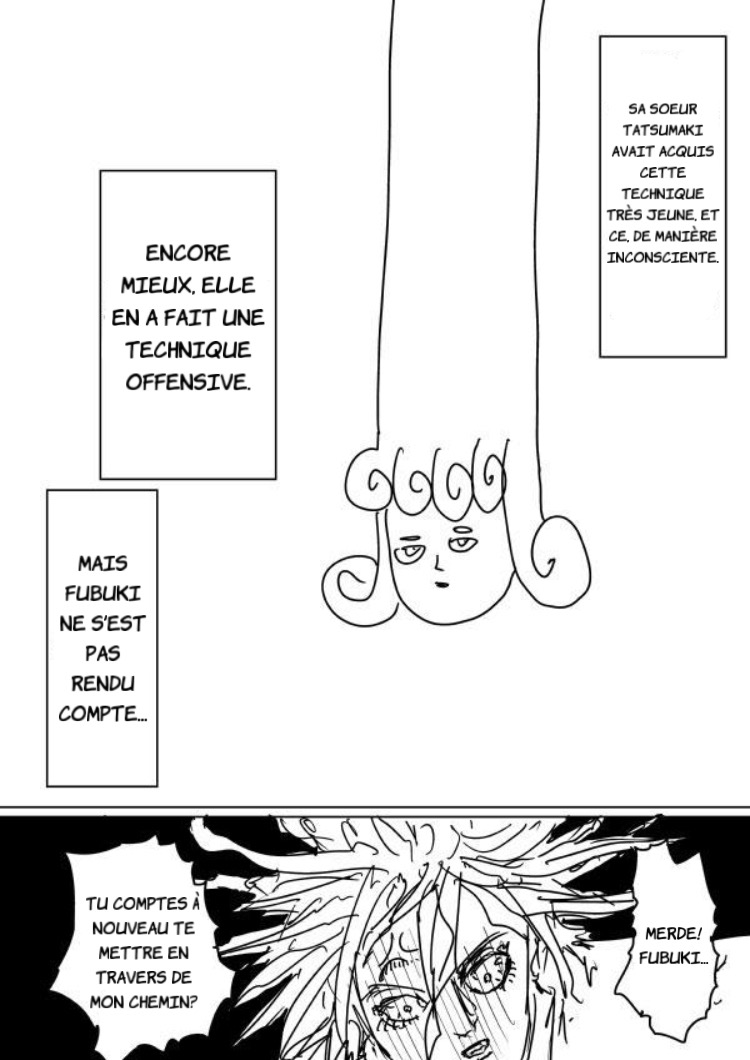 SA SOEUR
TATSUMAKI
AVAIT ACQUIS
CETTE
TECHNIQUE
TRÈS JEUNE, ET
CE, DE MANIÈRE
INCONSCIENTE.
ENCORE
MIEUX, ELLE
EN A FAIT UNE
TECHNIQUE
OFFENSIVE.
MAIS
FUBUKI
NE S'EST
PAS
RENDU
COMPTE...
MERDE!
FUBUKI...
TU COMPTES À
NOUVEAU TE
METTRE EN
TRAVERS DE
MON CHEMIN?